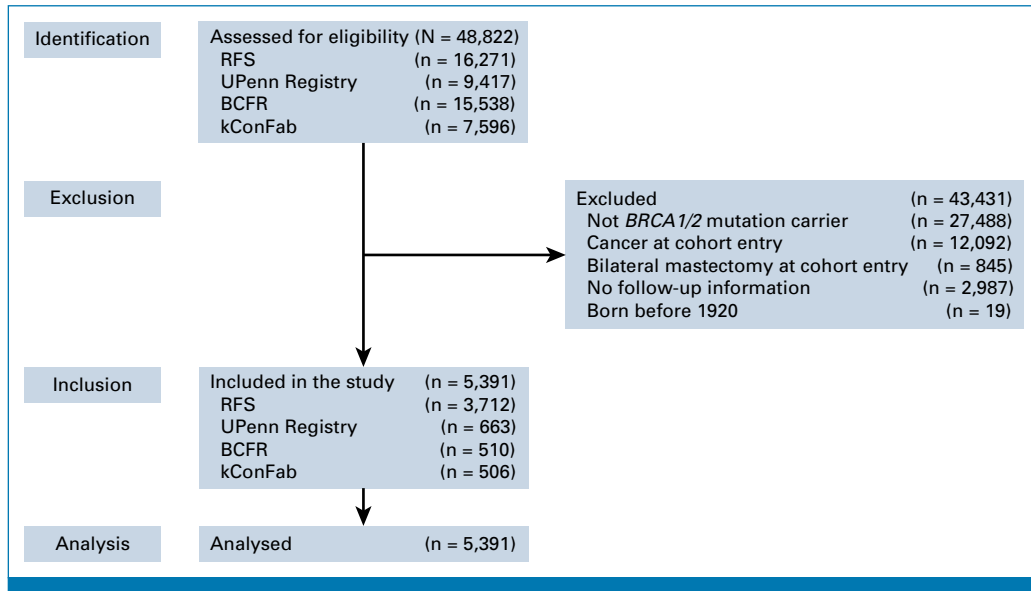 Identification
Assessed for eligibility (N = 48,822)
RFS (n = 16,271)
UPenn Registry (n = 9,417)
BCFR (n = 15,538)
kConFab (n = 7,596)
Exclusion
Excluded (n = 43,431)
Not BRCA1/2 mutation carrier (n = 27,488)
Cancer at cohort entry (n = 12,092)
Bilateral mastectomy at cohort entry (n = 845)
No follow-up information (n = 2,987)
Born before 1920 (n = 19)
Inclusion
Included in the study (n = 5,391)
RFS (n = 3,712)
UPenn Registry (n = 663)
BCFR (n = 510)
kConFab (n = 506)
Analysis
Analysed (n = 5,391)